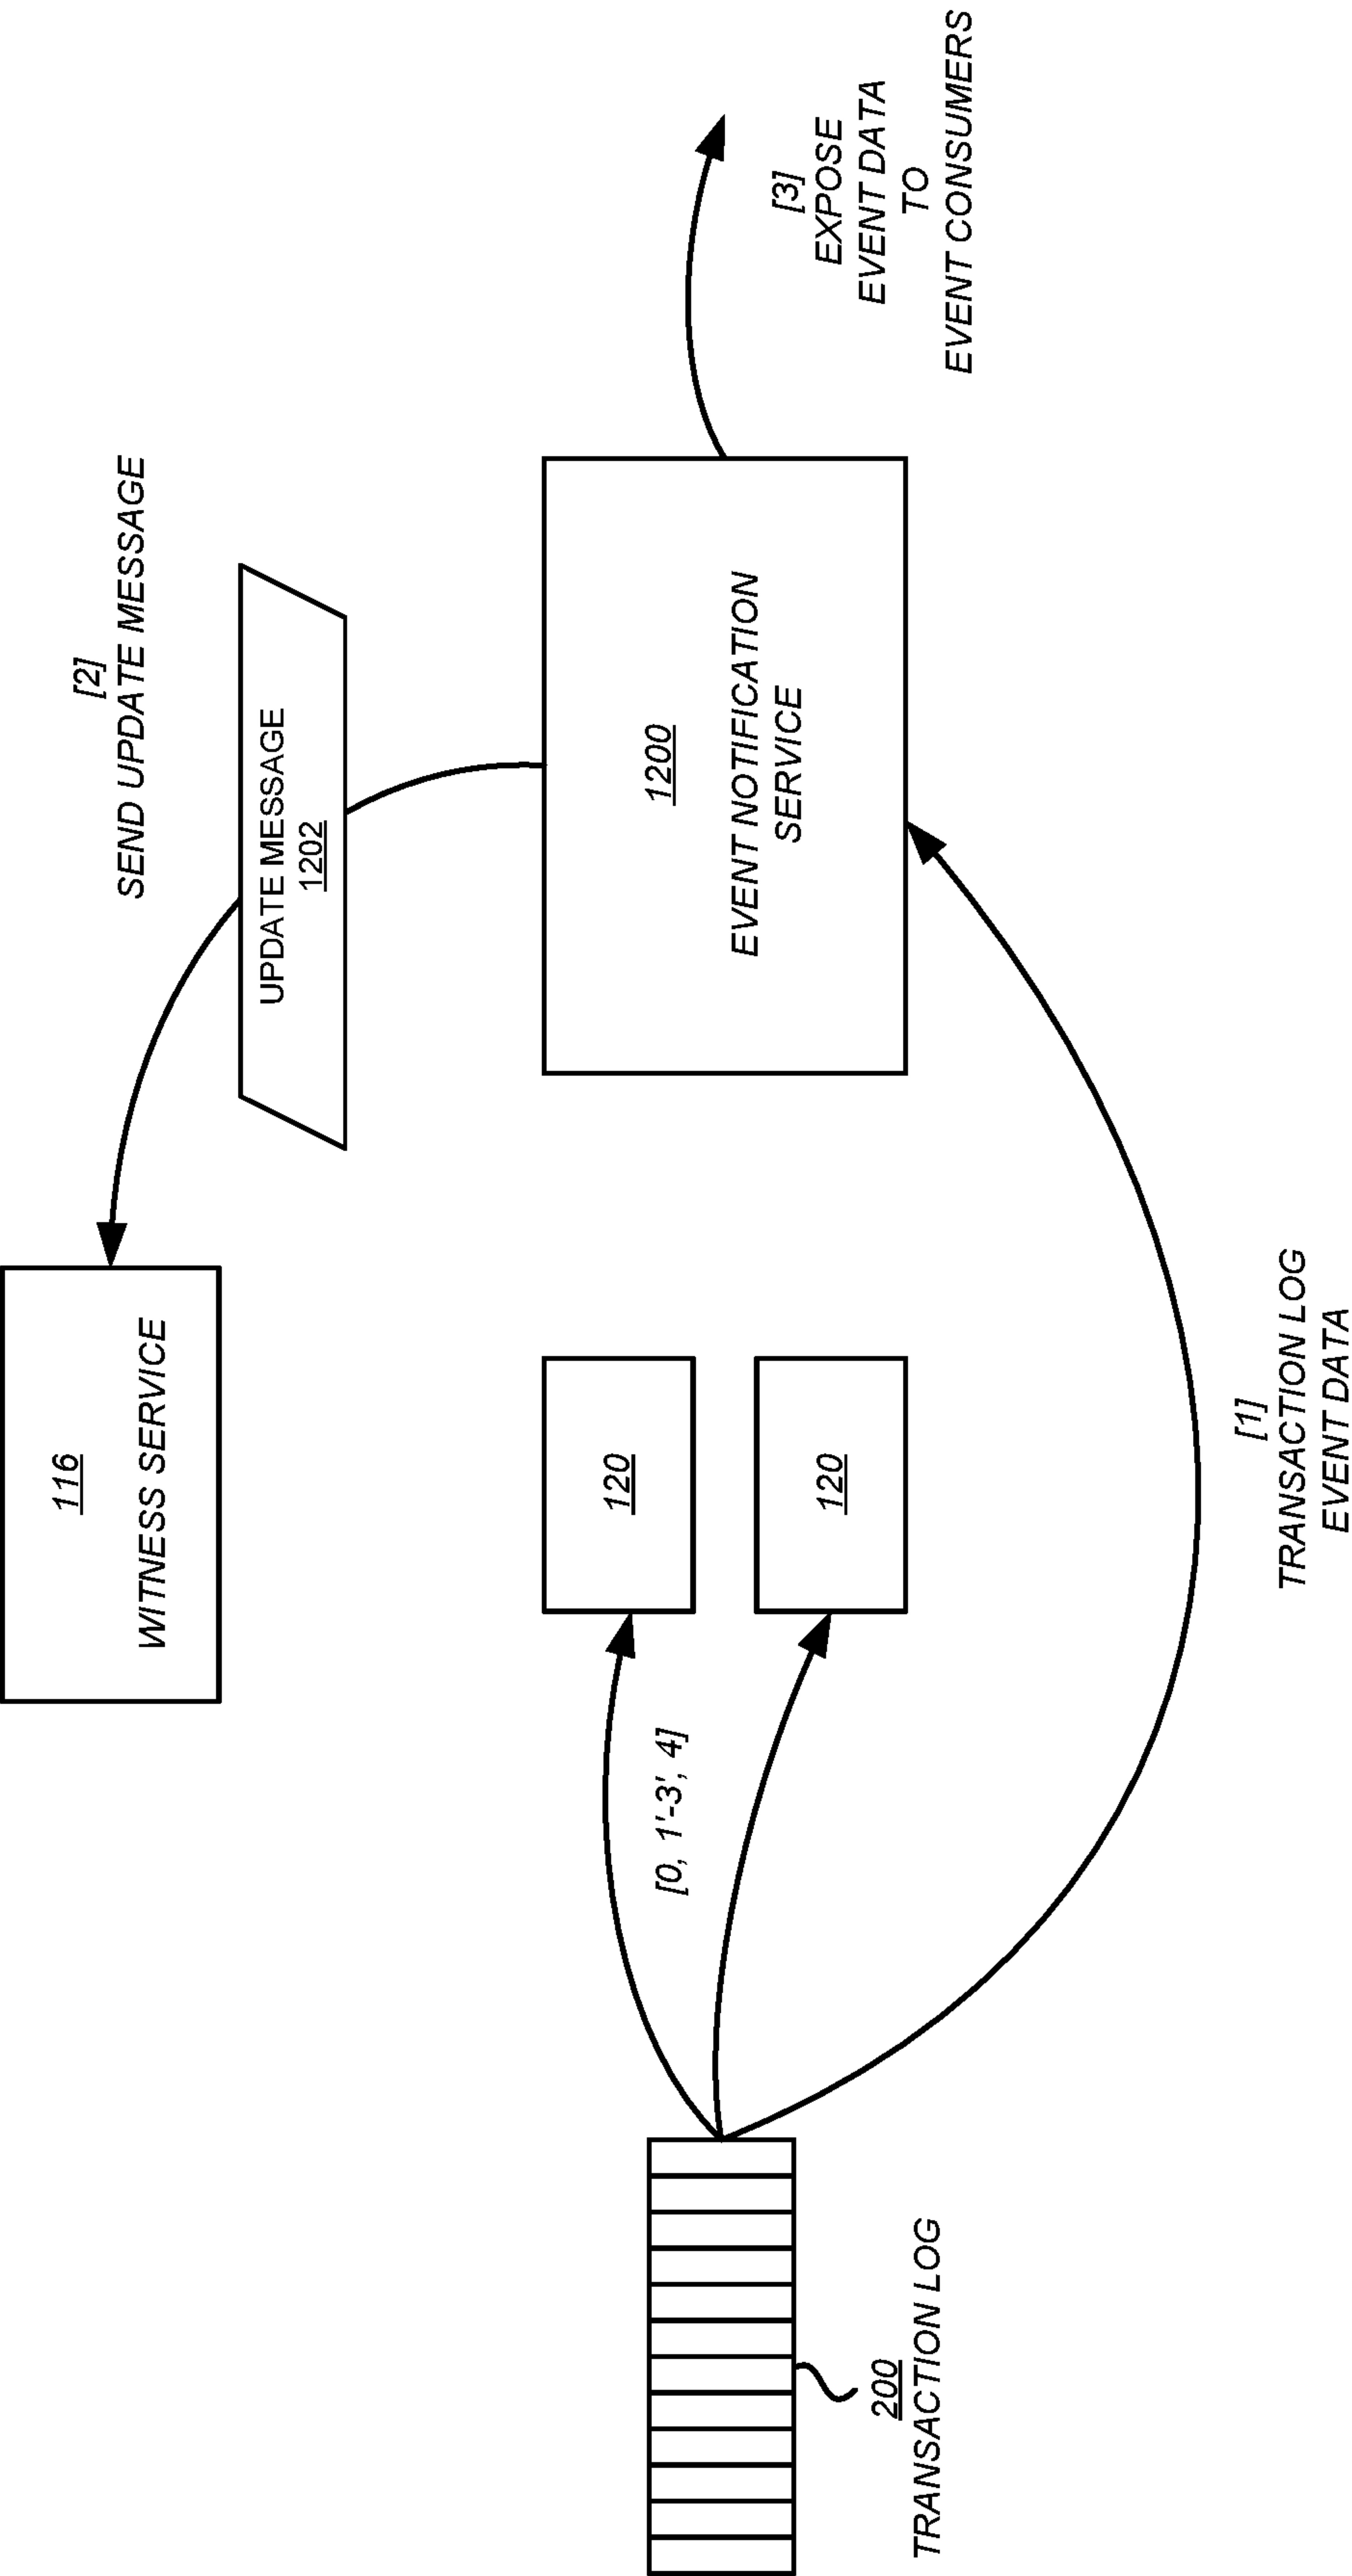 116
WITNESS SERVICE
[2]
SEND UPDATE MESSAGE
UPDATE MESSAGE
1202
120
120
[0, 1'-3', 4]
1200
EVENT NOTIFICATION
SERVICE
[3]
EXPOSE
EVENT DATA
TO
EVENT CONSUMERS
200
TRANSACTION LOG
[1]
TRANSACTION LOG
EVENT DATA